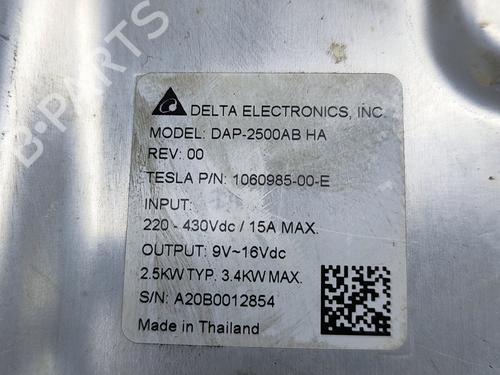 B-PARTS
DELTA ELECTRONICS, INC.
MODEL: DAP-2500AB HA
REV: 00
TESLA P/N: 1060985-00-E
INPUT:
220 - 430Vdc / 15A MAX.
OUTPUT: 9V~16Vdc
2.5KW TYP. 3.4KW MAX.
S/N: A20B0012854
Made in Thailand